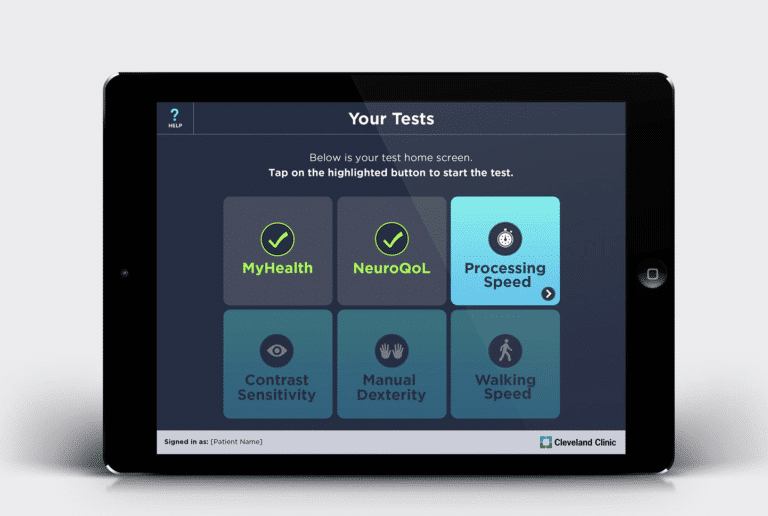 ?
HELP
Your Tests
Below is your test home screen.
Tap on the highlighted button to start the test.
MyHealth
NeuroQoL
Processing
Speed
Contrast
Sensitivity
Manual
Dexterity
Walking
Speed
Signed in as: [Patient Name]
Cleveland Clinic